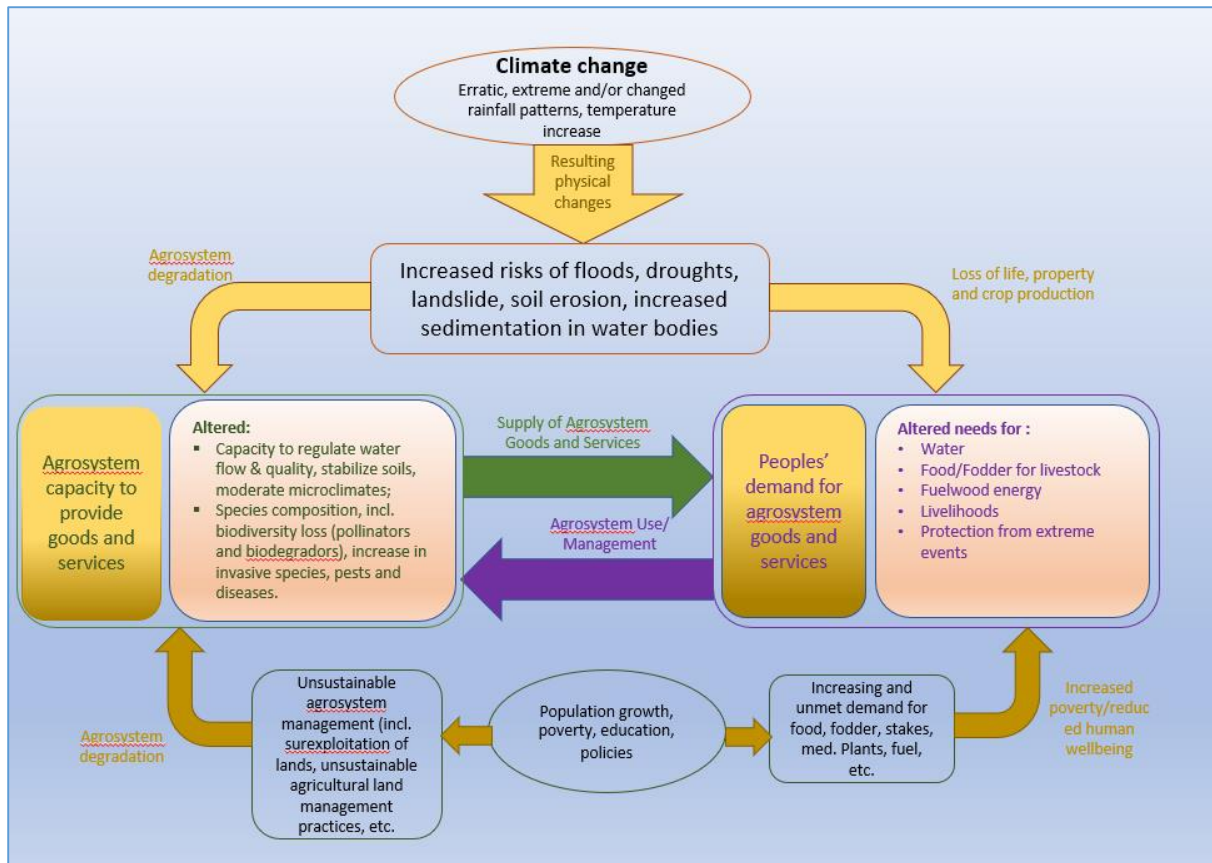 Climate change
Erratic, extreme and/or changed
rainfall patterns, temperature
increase
Resulting
physical
changes
Agrosystem
degradation
Increased risks of floods, droughts,
landslide, soil erosion, increased
sedimentation in water bodies
Loss of life, property
and crop production
Agrosystem
capacity to
provide
goods and
services
Altered:
▪ Capacity to regulate water
flow & quality, stabilize soils,
moderate microclimates;
▪ Species composition, incl.
biodiversity loss (pollinators
and biodegradors), increase in
invasive species, pests and
diseases.
Supply of Agrosystem
Goods and Services
Agrosystem Use/
Management
Peoples’
demand for
agrosystem
goods and
services
Altered needs for :
• Water
• Food/Fodder for livestock
• Fuelwood energy
• Livelihoods
• Protection from extreme
events
Agrosystem
degradation
Unsustainable
agrosystem
management (incl.
surexploitation of
lands, unsustainable
agricultural land
management
practices, etc.
Population growth,
poverty, education,
policies
Increasing and
unmet demand for
food, fodder, stakes,
med. Plants, fuel,
etc.
Increased
poverty/reduc
ed human
wellbeing